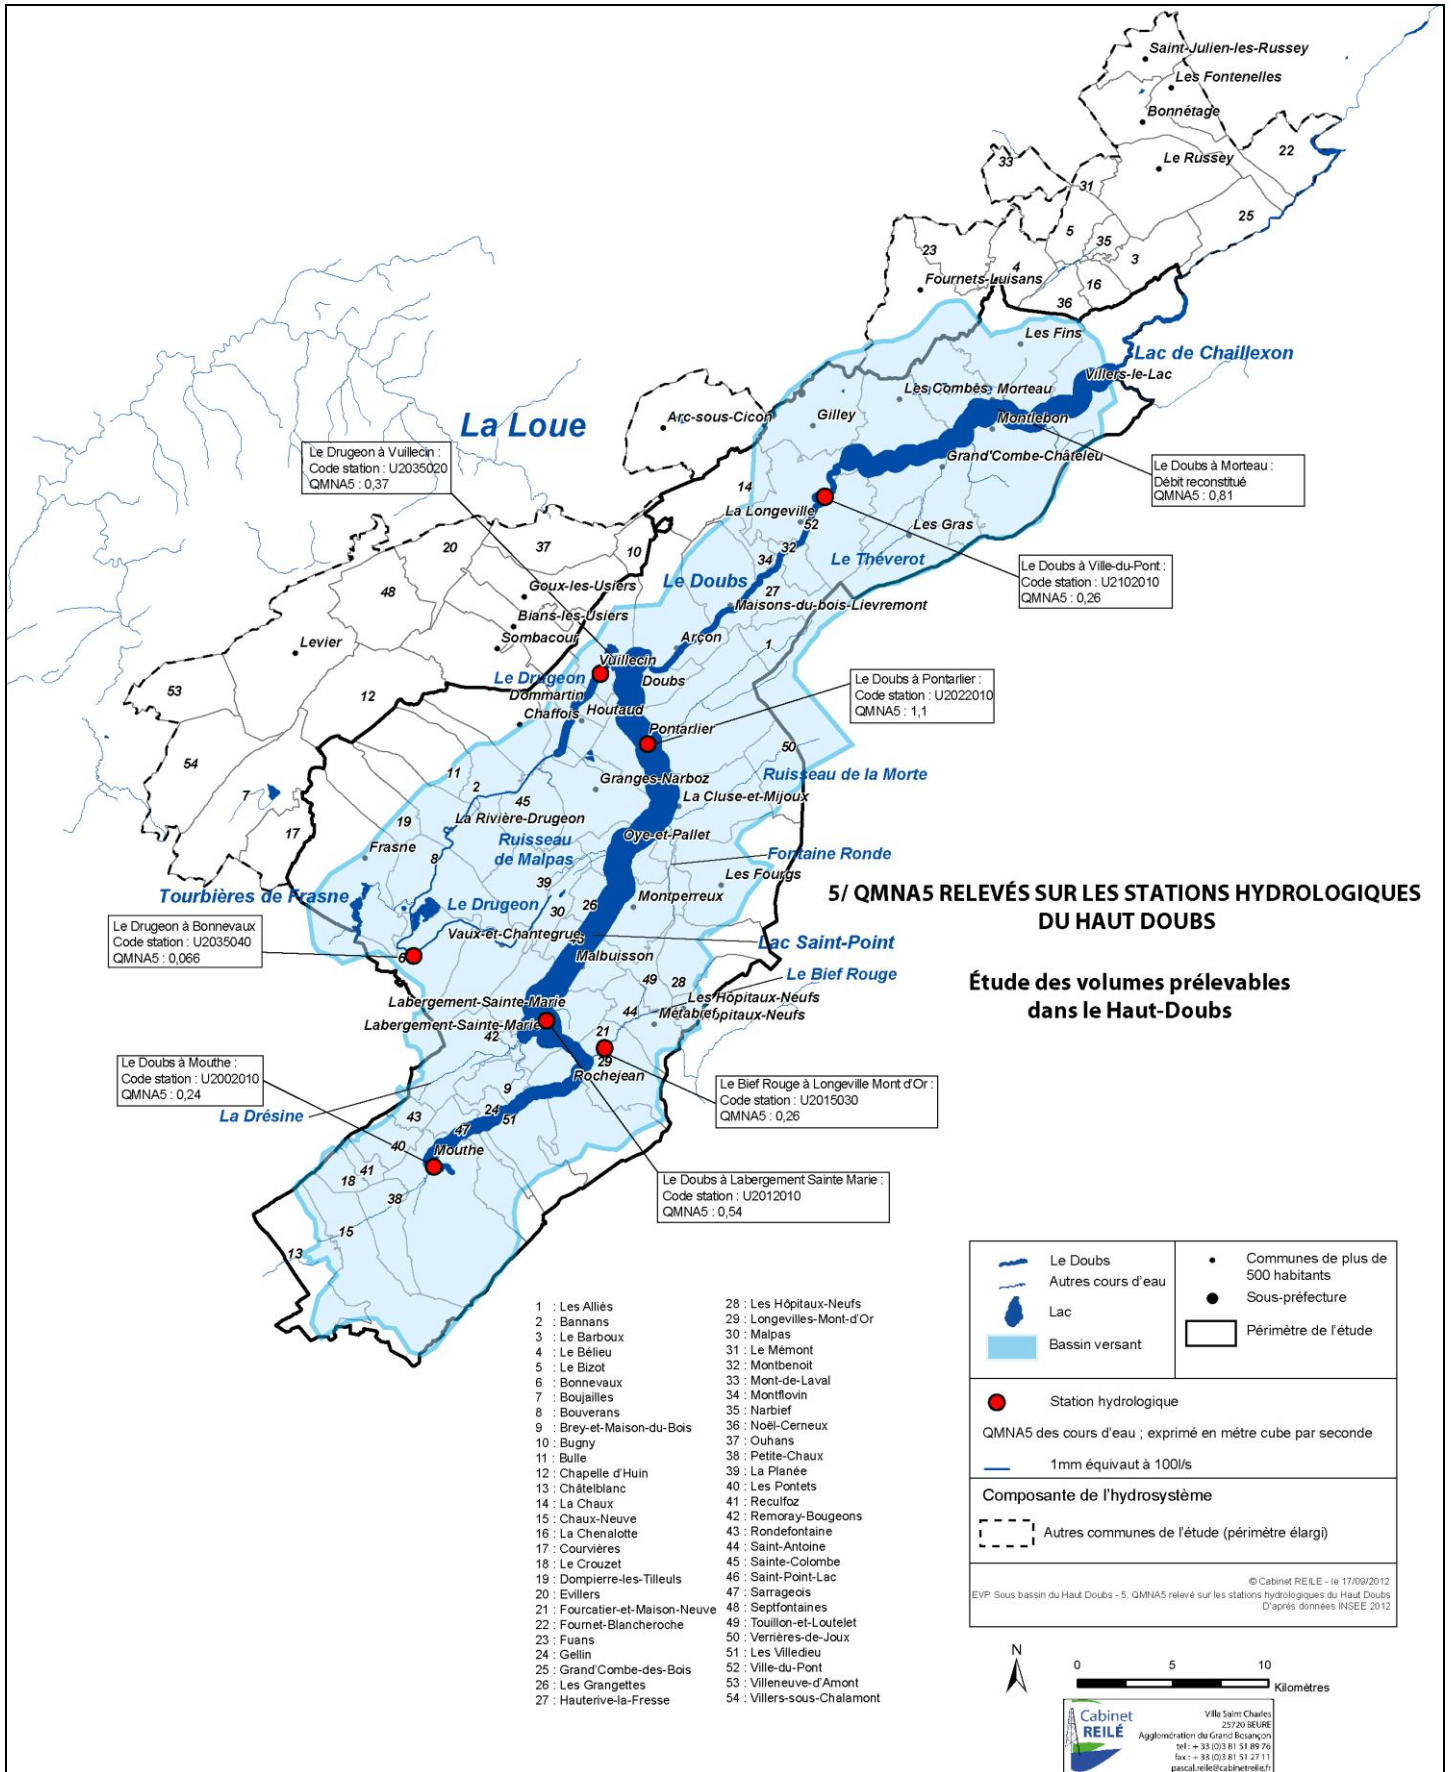 Saint-Julien-les-Russey
Les Fontenelles
Bonnétage
Le Russey
22
33
31
25
5
35
3
23
4
16
Fournets-Luisans
36
Les Fins
Lac de Chaillexon
Villers-le-Lac
Les Combès
Morteau
La Loue
Arc-sous-Cicon
Gilley
Montlebon
Le Drugeon à Vuillecin :
Code station : U2035020
QMNA5 : 0,37
Grand'Combe-Châteleu
Le Doubs à Morteau :
Débit reconstitué
QMNA5 : 0,81
14
La Longeville
52
Les Gras
20
37
10
32
34
Le Théverot
Le Doubs à Ville-du-Pont :
Code station : U2102010
QMNA5 : 0,26
48
Goux-les-Usiers
Le Doubs
27
Maisons-du-bois-Lievremont
Bians-les-Usiers
Levier
Sombacour
Arçon
1
Vuillecin
53
12
Le Drugeon
Doubs
Dommartin
Le Doubs à Pontarlier :
Code station : U2022010
QMNA5 : 1,1
Chaffois
Houtaud
Pontarlier
54
50
11
2
Granges-Narboz
Ruisseau de la Morte
7
45
La Cluse-et-Mijoux
19
La Rivière-Drugeon
17
Frasne
Ruisseau
de Malpas
Oye-et-Pallet
8
Fontaine Ronde
39
Les Fourgs
Tourbières de Frasne
Le Drugeon
30
26
Montperreux
5/ QMNA5 RELEVÉS SUR LES STATIONS HYDROLOGIQUES
DU HAUT DOUBS
Le Drugeon à Bonnevaux
Code station : U2035040
QMNA5 : 0,066
Vaux-et-Chantegrue
46
Lac Saint-Point
6
Malbuisson
Le Bief Rouge
49
28
Étude des volumes prélevables
dans le Haut-Doubs
Labergement-Sainte-Marie
Les Hôpitaux-Neufs
44
Métabief
pitaux-Neufs
Labergement-Sainte-Marie
42
21
29
Le Doubs à Mouthe :
Code station : U2002010
QMNA5 : 0,24
Rochejean
9
Le Bief Rouge à Longeville Mont d'Or :
Code station : U2015030
QMNA5 : 0,26
La Drésine
43
24
51
47
40
Mouthe
41
18
38
Le Doubs à Labergement Sainte Marie :
Code station : U2012010
QMNA5 : 0,54
15
13
Le Doubs
Autres cours d'eau
Lac
Bassin versant
Communes de plus de
500 habitants
Sous-préfecture
Périmètre de l'étude
Station hydrologique
QMNA5 des cours d'eau ; exprimé en métre cube par seconde
1mm équivaut à 100l/s
Composante de l'hydrosystème
Autres communes de l'étude (périmètre élargi)
© Cabinet REILE - le 17/09/2012
EVP Sous bassin du Haut Doubs - 5. QMNA5 relevé sur les stations hydrologiques du Haut Doubs
D'aprés données INSEE 2012
1 : Les Alliés
2 : Bannans
3 : Le Barboux
4 : Le Bélieu
5 : Le Bizot
6 : Bonnevaux
7 : Boujailles
8 : Bouverans
9 : Brey-et-Maison-du-Bois
10 : Bugny
11 : Bulle
12 : Chapelle d'Huin
13 : Châtelblanc
14 : La Chaux
15 : Chaux-Neuve
16 : La Chenalotte
17 : Courvières
18 : Le Crouzet
19 : Dompierre-les-Tilleuls
20 : Evillers
21 : Fourcatier-et-Maison-Neuve
22 : Fournet-Blancheroche
23 : Fuans
24 : Gellin
25 : Grand'Combe-des-Bois
26 : Les Grangettes
27 : Hauterive-la-Fresse
28 : Les Hôpitaux-Neufs
29 : Longevilles-Mont-d'Or
30 : Malpas
31 : Le Mémont
32 : Montbenoit
33 : Mont-de-Laval
34 : Montflovin
35 : Narbief
36 : Noël-Cerneux
37 : Ouhans
38 : Petite-Chaux
39 : La Planée
40 : Les Pontets
41 : Reculfoz
42 : Remoray-Bougeons
43 : Rondefontaine
44 : Saint-Antoine
45 : Sainte-Colombe
46 : Saint-Point-Lac
47 : Sarrageois
48 : Septfontaines
49 : Touillon-et-Loutelet
50 : Verrières-de-Joux
51 : Les Villedieu
52 : Ville-du-Pont
53 : Villeneuve-d'Amont
54 : Villers-sous-Chalamont
N
0 5 10
Kilomètres
Cabinet
REILÉ
Villa Saint Charles
25720 BEURE
Agglomération du Grand Besançon
tel : + 33 (0)3 81 51 89 76
fax : + 33 (0)3 81 51 27 11
pascal.reile@cabinetreile.fr